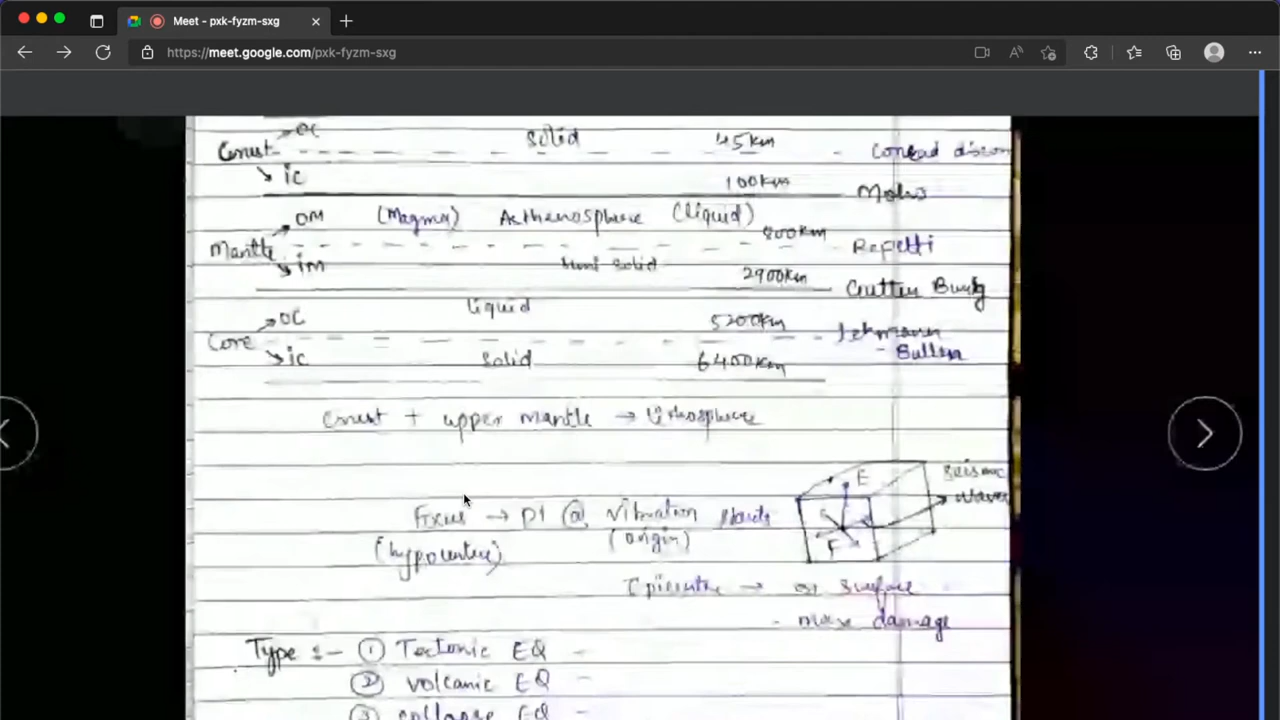 Meet - pxk-fyzm-sxg
https://meet.google.com/pxk-fyzm-sxg
OC
Crust solid 45km Conrad discon
ic
100km Moho
OM (Magma) Asthenosphere (liquid)
800km
Mantle Repetti
iM semi solid
2900km Gutten Burg
liquid
OC 5200km Lehmann
Core - Bullen
ic solid 6400km
Crust + upper mantle → Lithosphere
E seismic
waves
Focus → pt @ vibration starts
(hypocentre) (origin) F
Epicentre → on surface
- max damage
Type :- ① Tectonic EQ -
② volcanic EQ -
③ collapse EQ